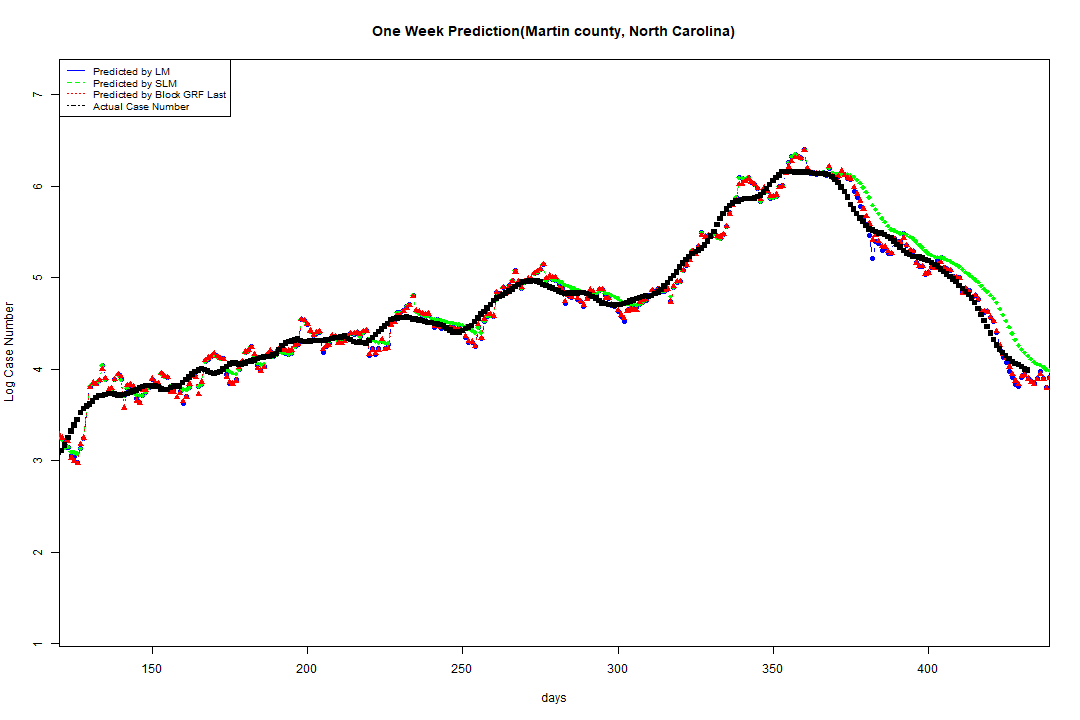 One Week Prediction(Martin county, North Carolina)
Predicted by LM
Predicted by SLM
Predicted by Block GRF Last
Actual Case Number
7
6
5
4
3
2
1
Log Case Number
150 200 250 300 350 400
days